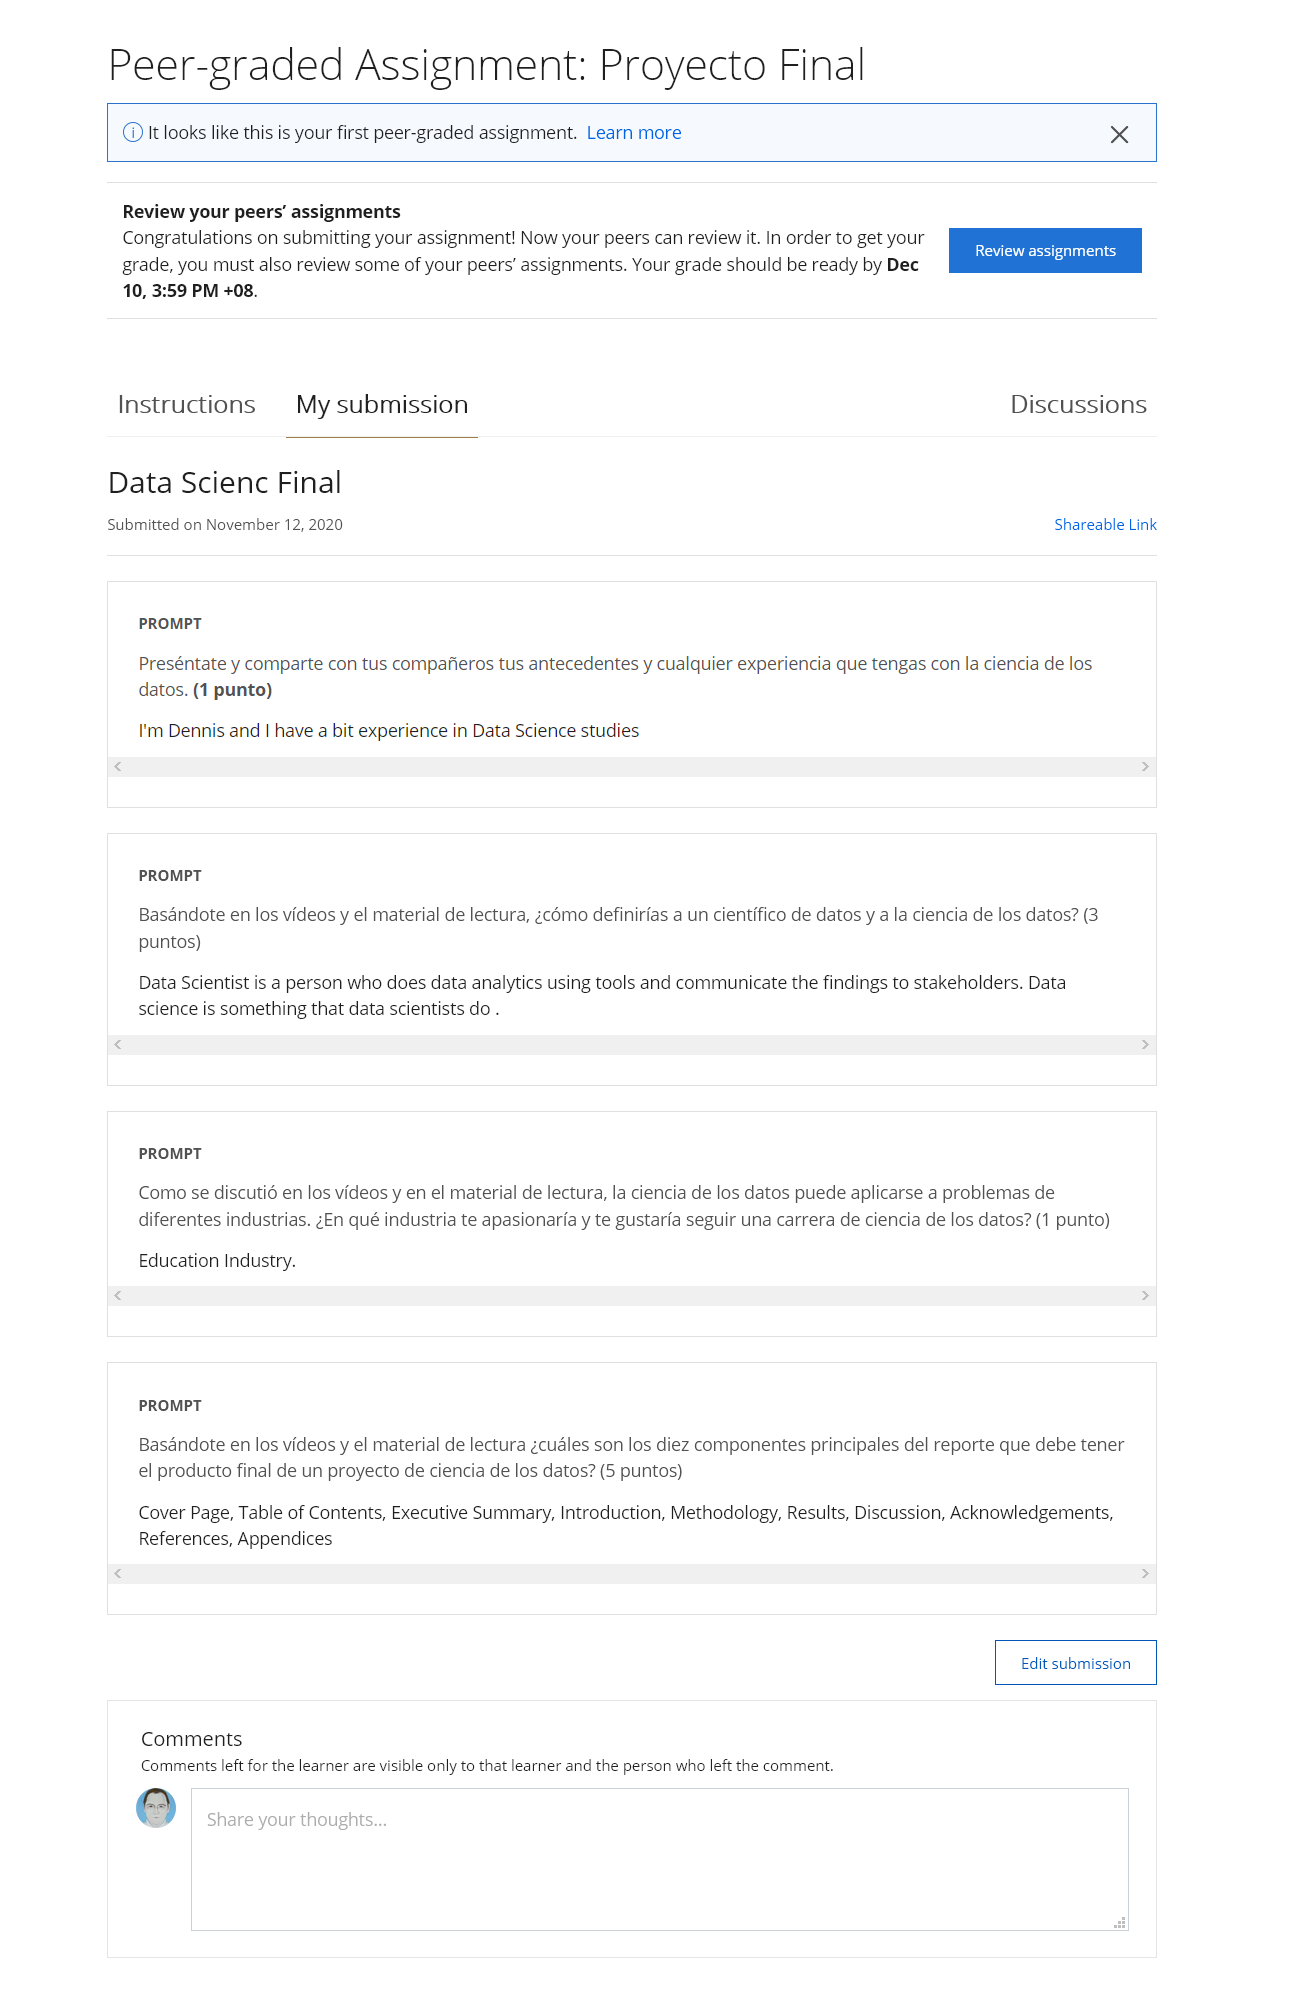 Peer-graded Assignment: Proyecto Final
It looks like this is your first peer-graded assignment. Learn more
Review your peers’ assignments
Congratulations on submitting your assignment! Now your peers can review it. In order to get your
grade, you must also review some of your peers’ assignments. Your grade should be ready by Dec
10, 3:59 PM +08.
Review assignments
Instructions
My submission
Discussions
Data Scienc Final
Submitted on November 12, 2020
Shareable Link
PROMPT
Preséntate y comparte con tus compañeros tus antecedentes y cualquier experiencia que tengas con la ciencia de los
datos. (1 punto)
I'm Dennis and I have a bit experience in Data Science studies
PROMPT
Basándote en los vídeos y el material de lectura, ¿cómo definirías a un científico de datos y a la ciencia de los datos? (3
puntos)
Data Scientist is a person who does data analytics using tools and communicate the findings to stakeholders. Data
science is something that data scientists do .
PROMPT
Como se discutió en los vídeos y en el material de lectura, la ciencia de los datos puede aplicarse a problemas de
diferentes industrias. ¿En qué industria te apasionaría y te gustaría seguir una carrera de ciencia de los datos? (1 punto)
Education Industry.
PROMPT
Basándote en los vídeos y el material de lectura ¿cuáles son los diez componentes principales del reporte que debe tener
el producto final de un proyecto de ciencia de los datos? (5 puntos)
Cover Page, Table of Contents, Executive Summary, Introduction, Methodology, Results, Discussion, Acknowledgements,
References, Appendices
Edit submission
Comments
Comments left for the learner are visible only to that learner and the person who left the comment.
Share your thoughts...